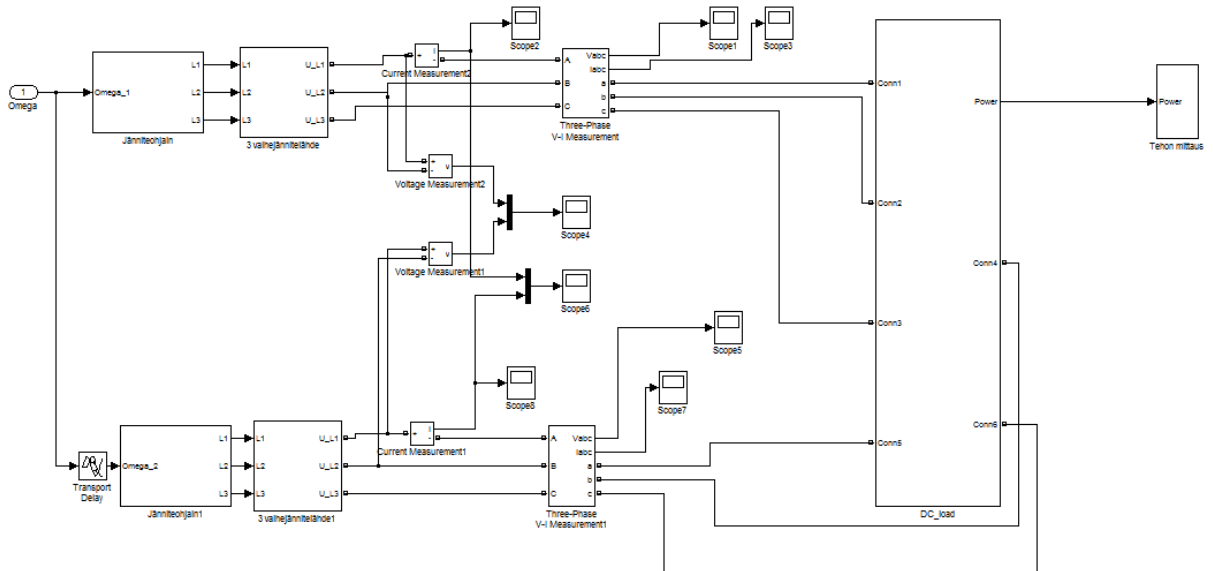 1
Omega
Omega_1
L1
L2
L3
Jänniteohjain
L1
L2
L3
U_L1
U_L2
U_L3
3 vaihejännitelähde
+
i
-
Current Measurement2
Scope2
A
B
C
Vabc
Iabc
a
b
c
Three-Phase
V-I Measurement
Scope1
Scope3
+
-
v
Voltage Measurement2
Scope4
+
-
v
Voltage Measurement1
Scope6
Scope5
Scope7
Scope8
Conn1
Conn2
Conn3
Conn5
Power
Conn4
Conn6
DC_load
Power
Tehon mittaus
Transport
Delay
Omega_2
L1
L2
L3
Jänniteohjain1
L1
L2
L3
U_L1
U_L2
U_L3
3 vaihejännitelähde1
+
i
-
Current Measurement1
A
B
C
Vabc
Iabc
a
b
c
Three-Phase
V-I Measurement1